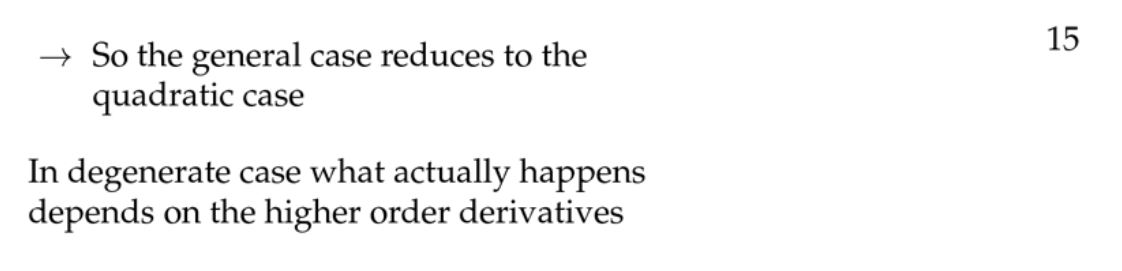 15
→ So the general case reduces to the
quadratic case
In degenerate case what actually happens
depends on the higher order derivatives